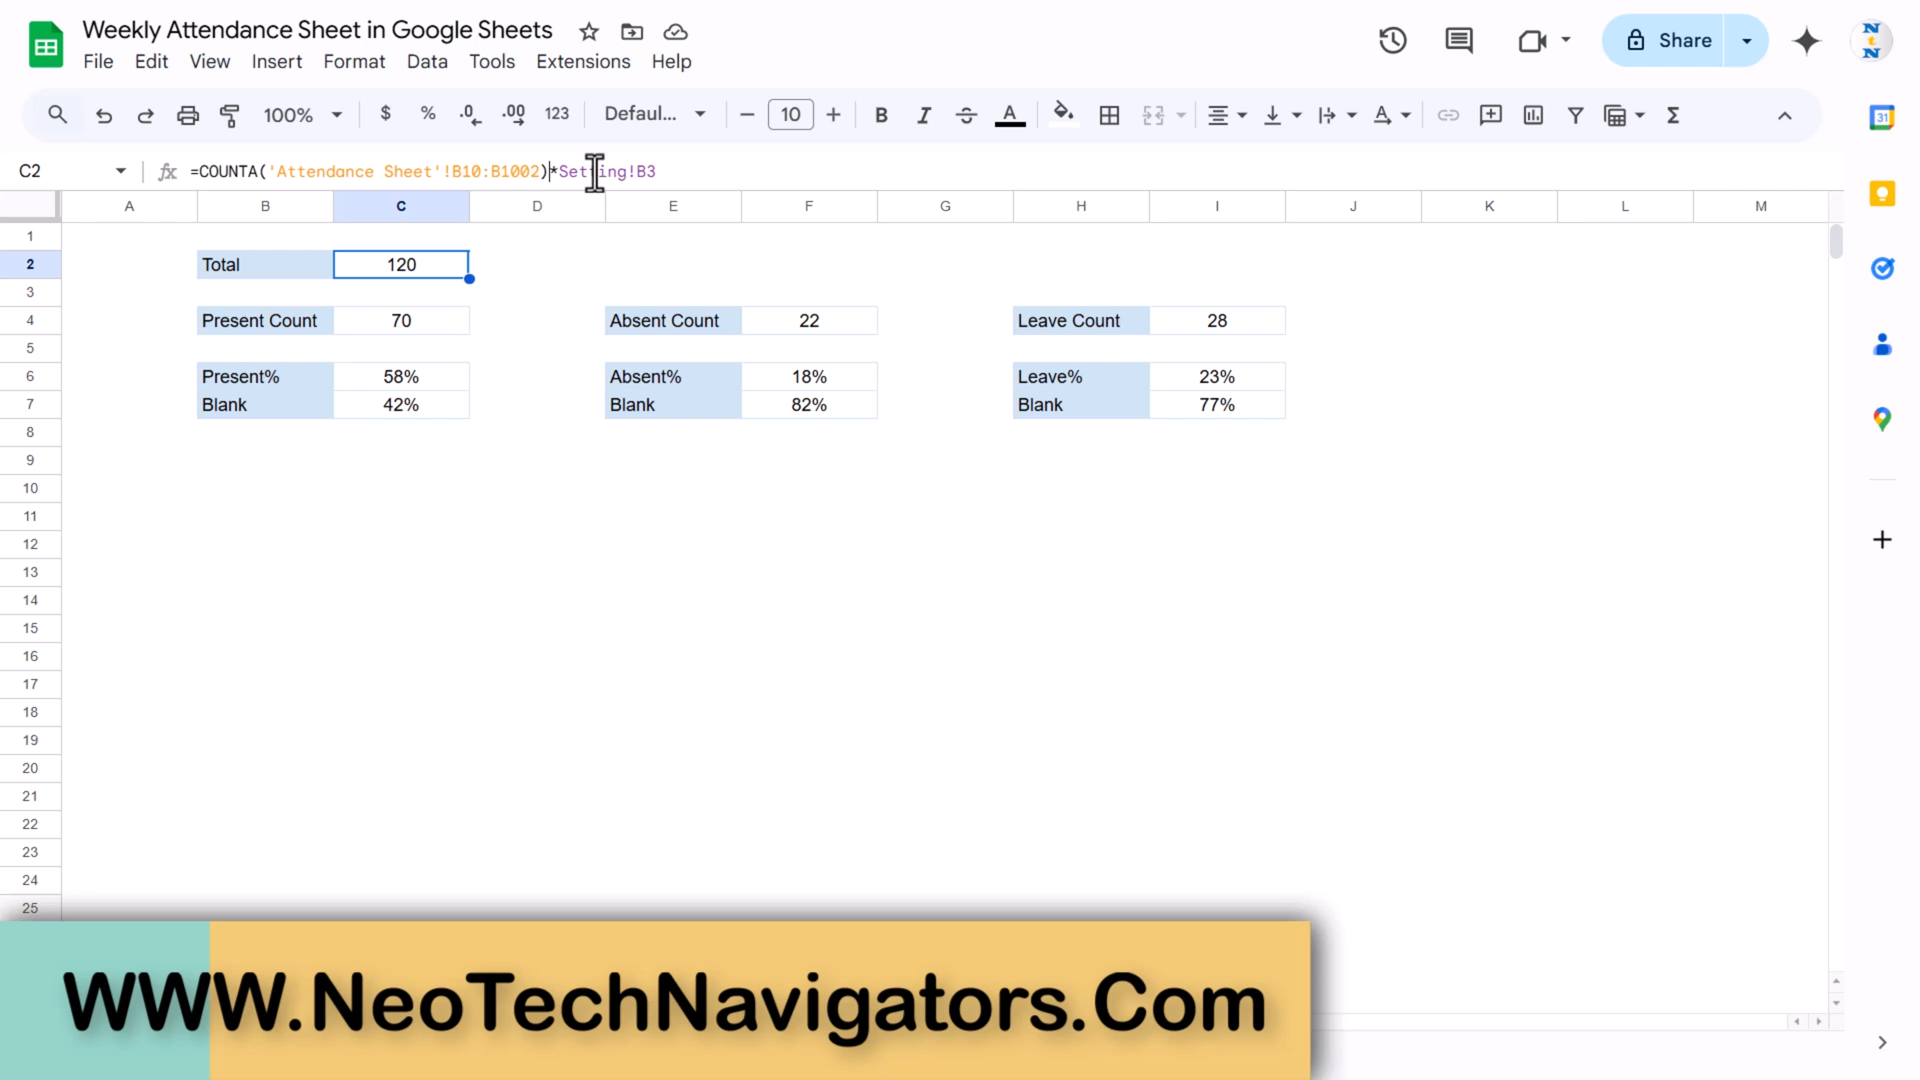 Weekly Attendance Sheet in Google Sheets
File Edit View Insert Format Data Tools Extensions Help
Share
N
t
N
100% $ % .0 .00 123 Defaul... 10 B I A Σ
31
C2 fx =COUNTA('Attendance Sheet'!B10:B1002)*Setting!B3
A B C D E F G H I J K L M
1
2 Total 120
3
4 Present Count 70 Absent Count 22 Leave Count 28
5
6 Present% 58% Absent% 18% Leave% 23%
7 Blank 42% Blank 82% Blank 77%
8
9
10
11
12
13
14
15
16
17
18
19
20
21
22
23
24
25
WWW.NeoTechNavigators.Com